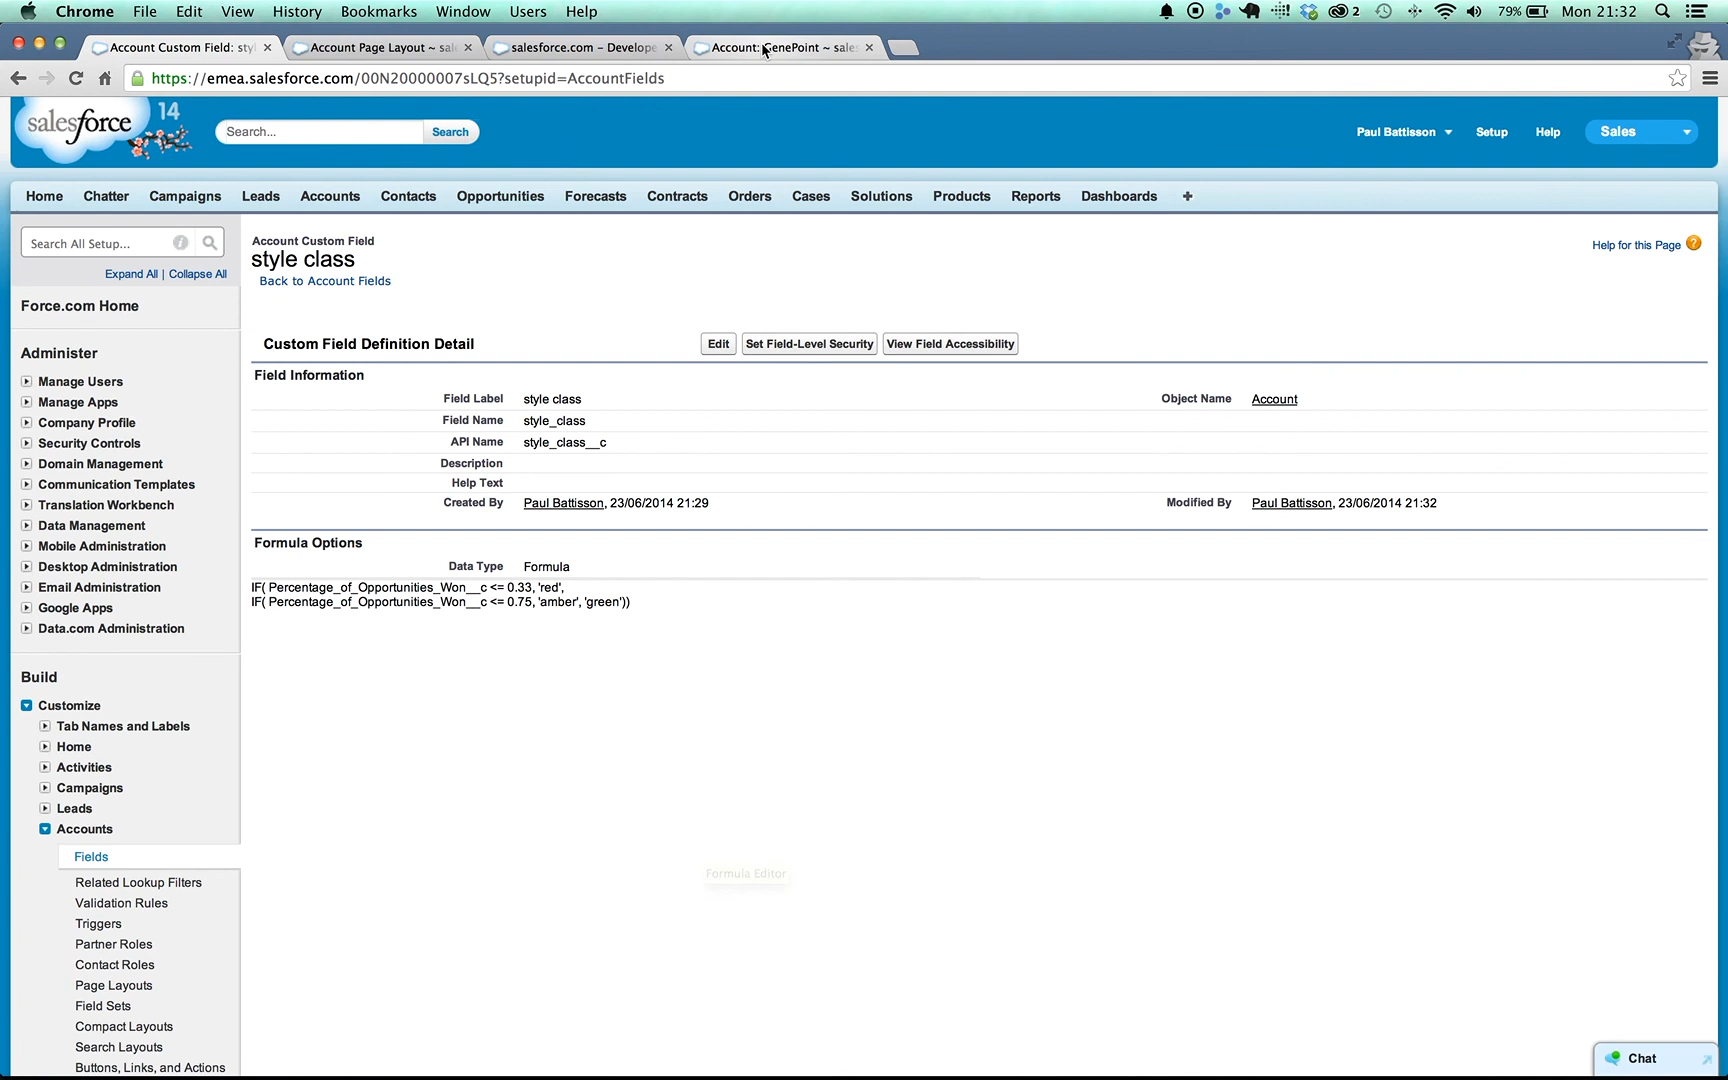 Chrome File Edit View History Bookmarks Window Users Help 2 79% Mon 21:32
Account Custom Field: sty Account Page Layout ~ sale salesforce.com – Develope Account: GenePoint ~ sales
https://emea.salesforce.com/00N20000007sLQ5?setupid=AccountFields
salesforce 14 Search... Search Paul Battisson Setup Help Sales
Home Chatter Campaigns Leads Accounts Contacts Opportunities Forecasts Contracts Orders Cases Solutions Products Reports Dashboards +
Search All Setup...
Expand All | Collapse All
Force.com Home
Administer
Manage Users
Manage Apps
Company Profile
Security Controls
Domain Management
Communication Templates
Translation Workbench
Data Management
Mobile Administration
Desktop Administration
Email Administration
Google Apps
Data.com Administration
Build
Customize
Tab Names and Labels
Home
Activities
Campaigns
Leads
Accounts
Fields
Related Lookup Filters
Validation Rules
Triggers
Partner Roles
Contact Roles
Page Layouts
Field Sets
Compact Layouts
Search Layouts
Buttons, Links, and Actions
Account Custom Field
style class
Back to Account Fields
Help for this Page ?
Custom Field Definition Detail Edit Set Field-Level Security View Field Accessibility
Field Information
Field Label style class Object Name Account
Field Name style_class
API Name style_class__c
Description
Help Text
Created By Paul Battisson, 23/06/2014 21:29 Modified By Paul Battisson, 23/06/2014 21:32
Formula Options
Data Type Formula
IF( Percentage_of_Opportunities_Won__c <= 0.33, 'red',
IF( Percentage_of_Opportunities_Won__c <= 0.75, 'amber', 'green'))
Formula Editor
Chat